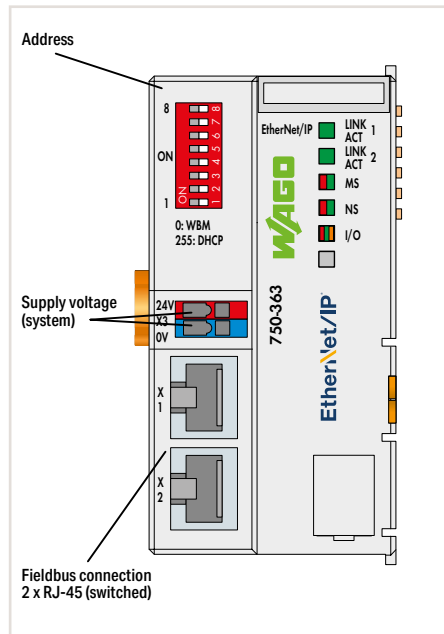 Address
8
8
7
6
5
4
3
2
1
ON
ON
1
0: WBM
255: DHCP
EtherNet/IP
LINK 1
ACT
LINK 2
ACT
MS
NS
I/O
WAGO
750-363
EtherNet/IP
Supply voltage
(system)
24V
X3
0V
X
1
X
2
Fieldbus connection
2 x RJ-45 (switched)